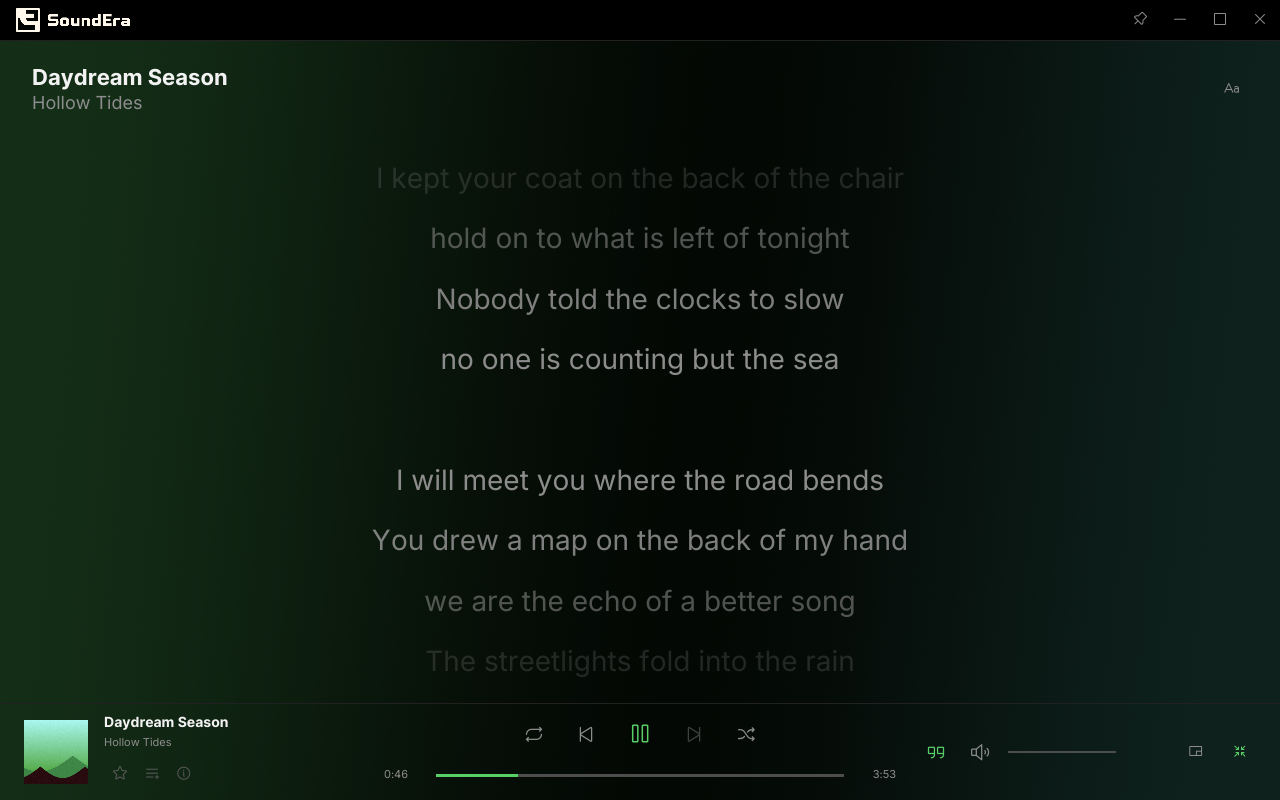 SoundEra
Daydream Season
Hollow Tides
Aa
I kept your coat on the back of the chair
hold on to what is left of tonight
Nobody told the clocks to slow
no one is counting but the sea
I will meet you where the road bends
You drew a map on the back of my hand
we are the echo of a better song
The streetlights fold into the rain
Daydream Season
Hollow Tides
0:46
3:53